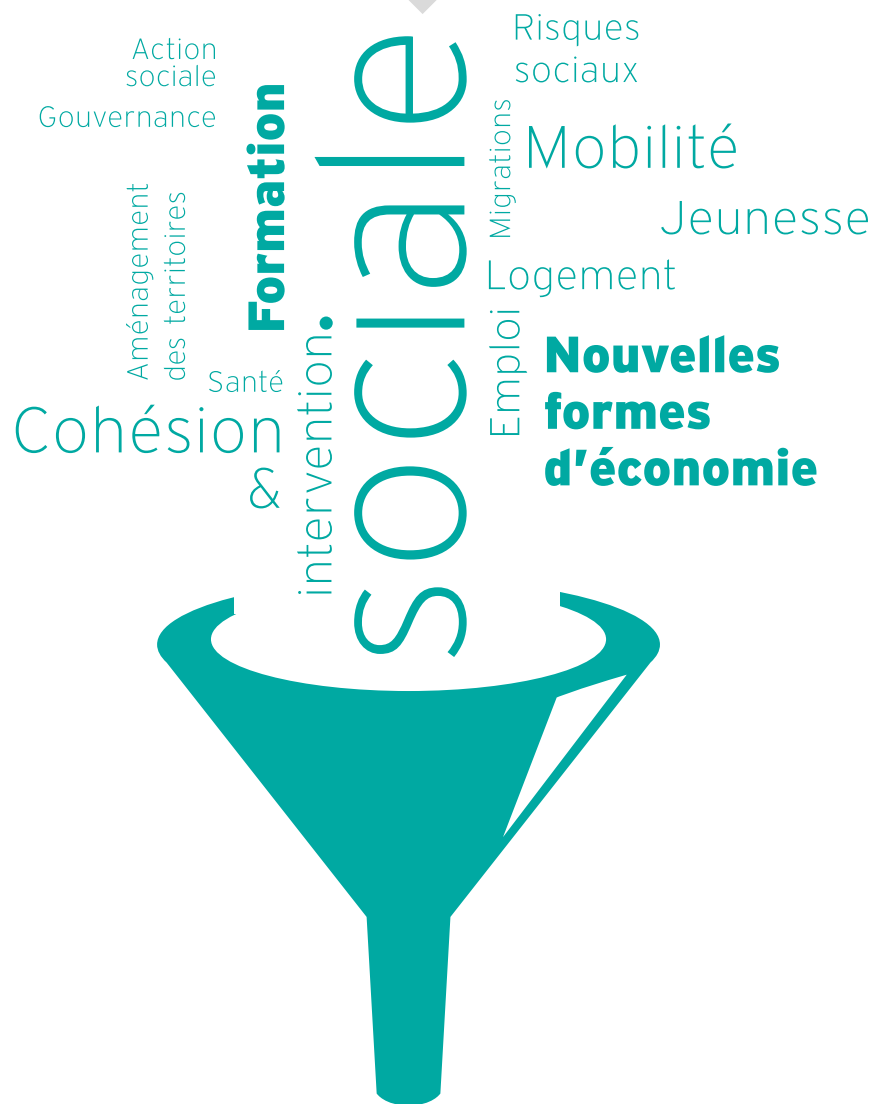 Action
sociale
Gouvernance
Formation
Aménagement
des territoires
Santé
Cohésion
&
intervention.
sociale
Risques
sociaux
Migrations
Mobilité
Jeunesse
Logement
Emploi
Nouvelles
formes
d'économie